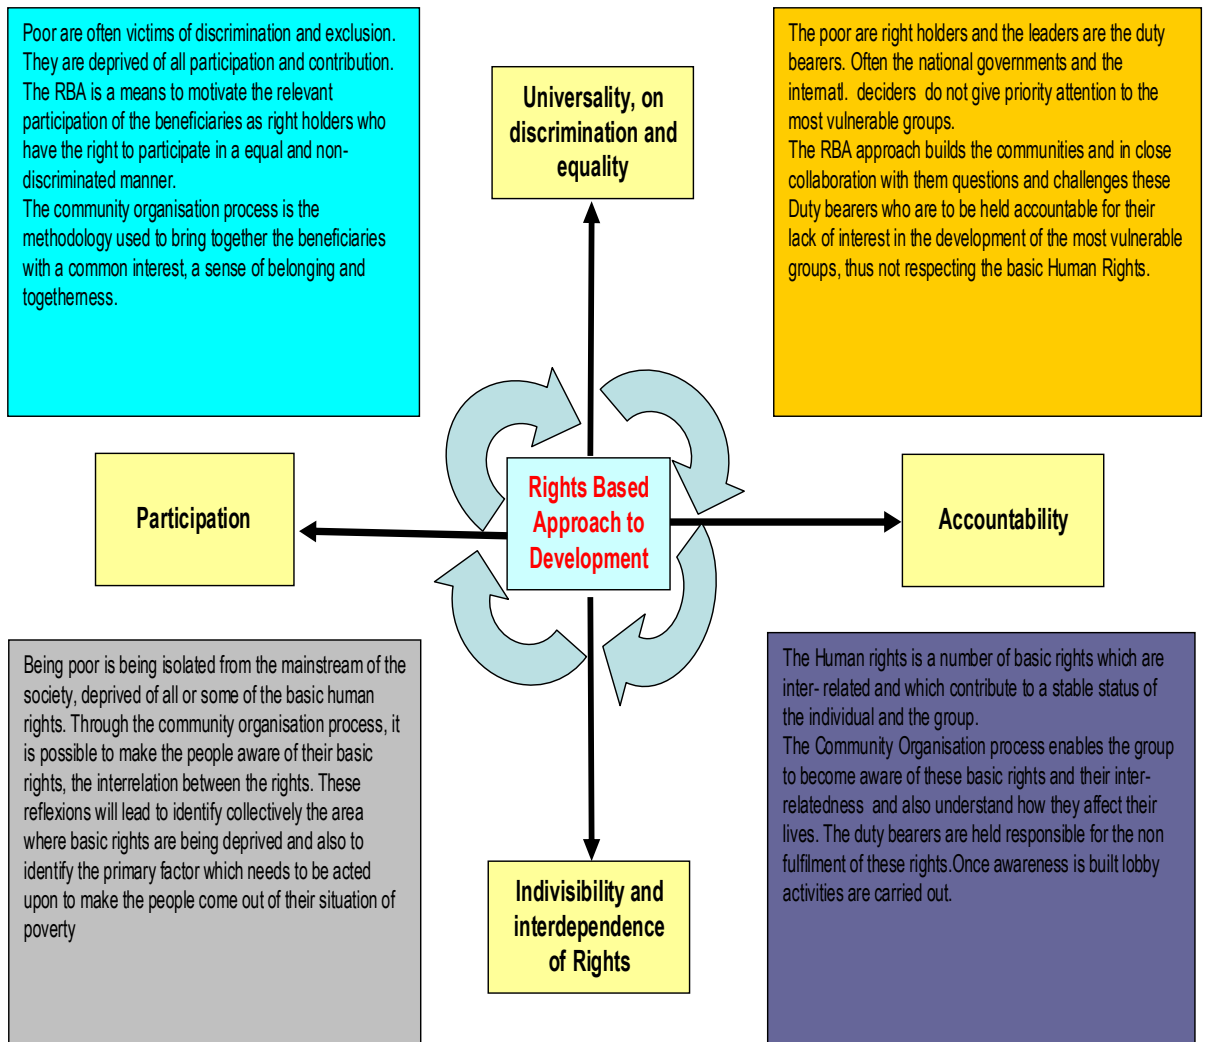 Poor are often victims of discrimination and exclusion.
They are deprived of all participation and contribution.
The RBA is a means to motivate the relevant
participation of the beneficiaries as right holders who
have the right to participate in a equal and non-
discriminated manner.
The community organisation process is the
methodology used to bring together the beneficiaries
with a common interest, a sense of belonging and
togetherness.
Universality, on
discrimination and
equality
The poor are right holders and the leaders are the duty
bearers. Often the national governments and the
internatl. deciders do not give priority attention to the
most vulnerable groups.
The RBA approach builds the communities and in close
collaboration with them questions and challenges these
Duty bearers who are to be held accountable for their
lack of interest in the development of the most vulnerable
groups, thus not respecting the basic Human Rights.
Participation
Rights Based
Approach to
Development
Accountability
Being poor is being isolated from the mainstream of the
society, deprived of all or some of the basic human
rights. Through the community organisation process, it
is possible to make the people aware of their basic
rights, the interrelation between the rights. These
reflexions will lead to identify collectively the area
where basic rights are being deprived and also to
identify the primary factor which needs to be acted
upon to make the people come out of their situation of
poverty
Indivisibility and
interdependence
of Rights
The Human rights is a number of basic rights which are
inter- related and which contribute to a stable status of
the individual and the group.
The Community Organisation process enables the group
to become aware of these basic rights and their inter-
relatedness and also understand how they affect their
lives. The duty bearers are held responsible for the non
fulfilment of these rights.Once awareness is built lobby
activities are carried out.